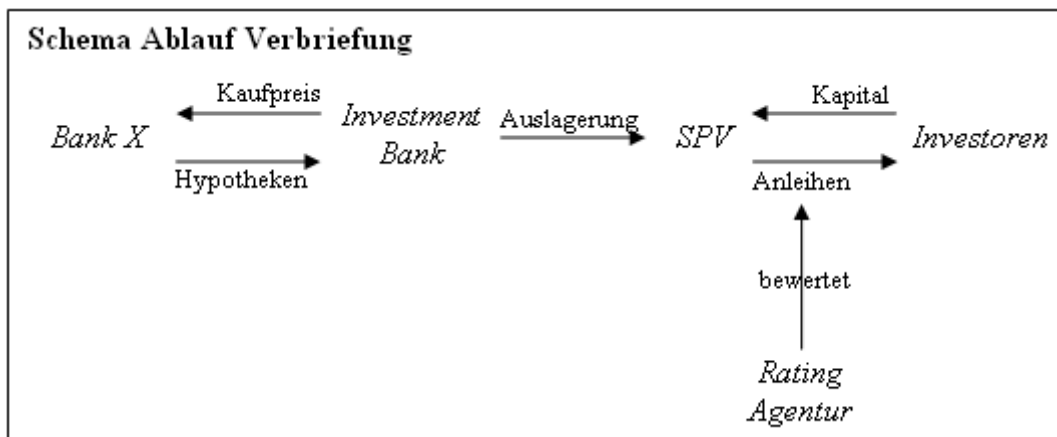 Schema Ablauf Verbriefung
Kaufpreis
Kapital
Bank X
Investment
Bank
Auslagerung
SPV
Investoren
Hypotheken
Anleihen
bewertet
Rating
Agentur